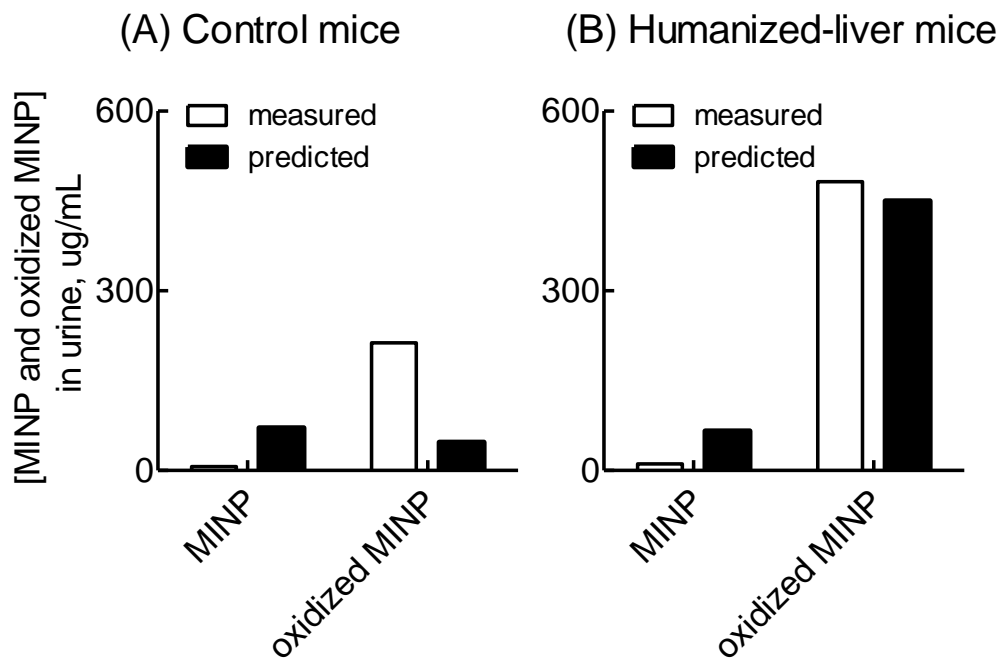 (A) Control mice
(B) Humanized-liver mice
[MINP and oxidized MINP]
in urine, ug/mL
600
300
0
measured
predicted
MINP
oxidized MINP
600
300
0
measured
predicted
MINP
oxidized MINP